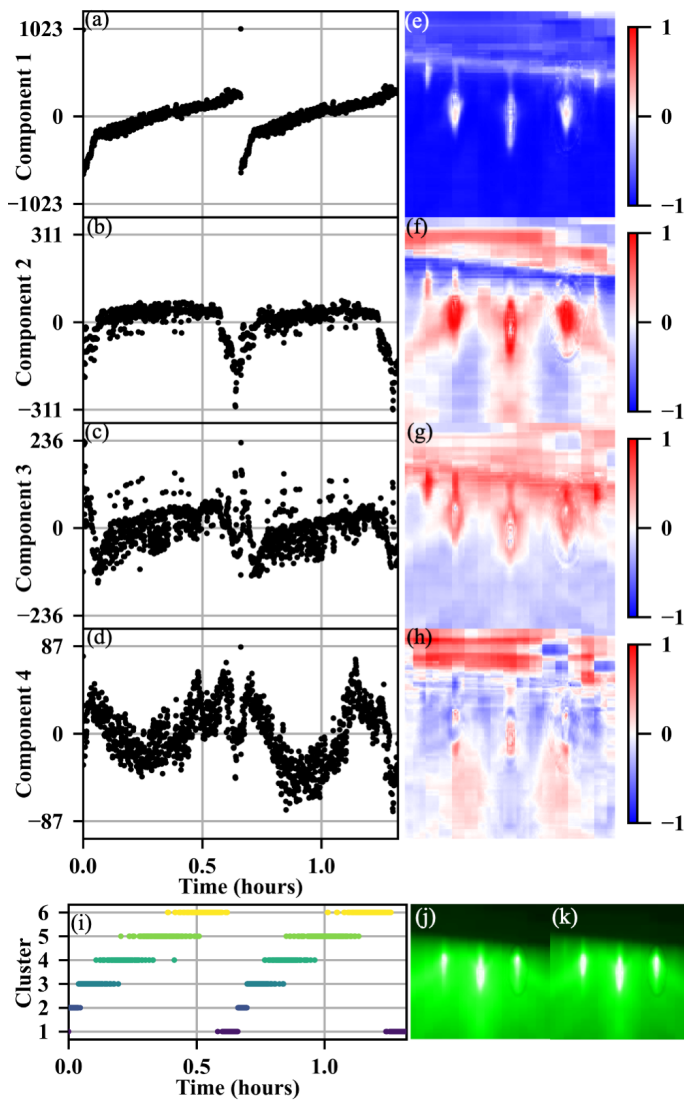 (a)
1023
0
−1023
Component 1
(e)
1
0
−1
(b)
311
0
−311
Component 2
(f)
1
0
−1
(c)
236
0
−236
Component 3
(g)
1
0
−1
(d)
87
0
−87
Component 4
(h)
1
0
−1
0.0 0.5 1.0
Time (hours)
(i)
6
5
4
3
2
1
Cluster
0.0 0.5 1.0
Time (hours)
(j)
(k)